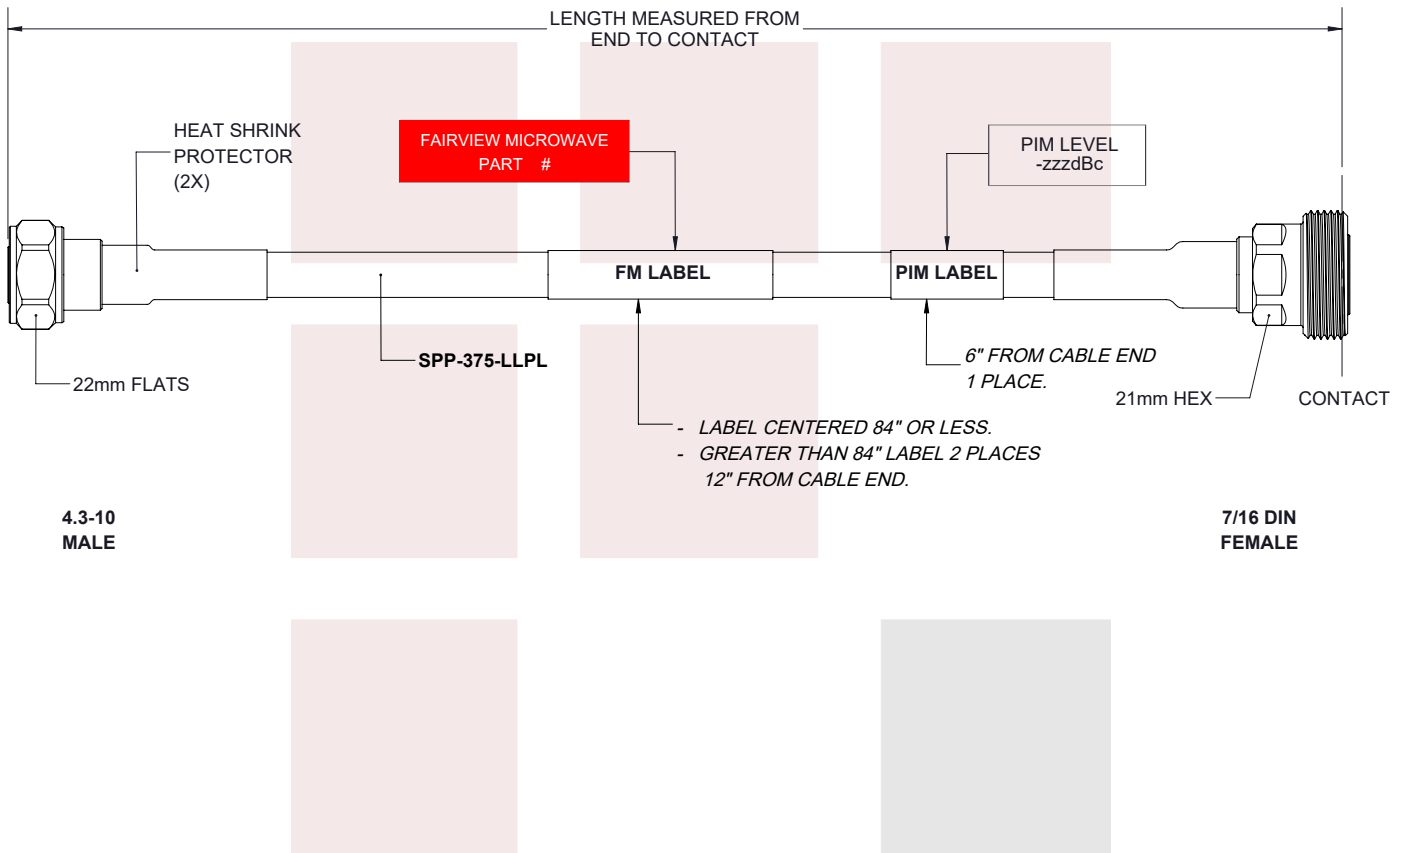 LENGTH MEASURED FROM
END TO CONTACT
HEAT SHRINK
PROTECTOR
(2X)
FAIRVIEW MICROWAVE
PART #
PIM LEVEL
-zzzdBc
FM LABEL
PIM LABEL
SPP-375-LLPL
22mm FLATS
6" FROM CABLE END
1 PLACE.
21mm HEX
CONTACT
- LABEL CENTERED 84" OR LESS.
- GREATER THAN 84" LABEL 2 PLACES
12" FROM CABLE END.
4.3-10
MALE
7/16 DIN
FEMALE